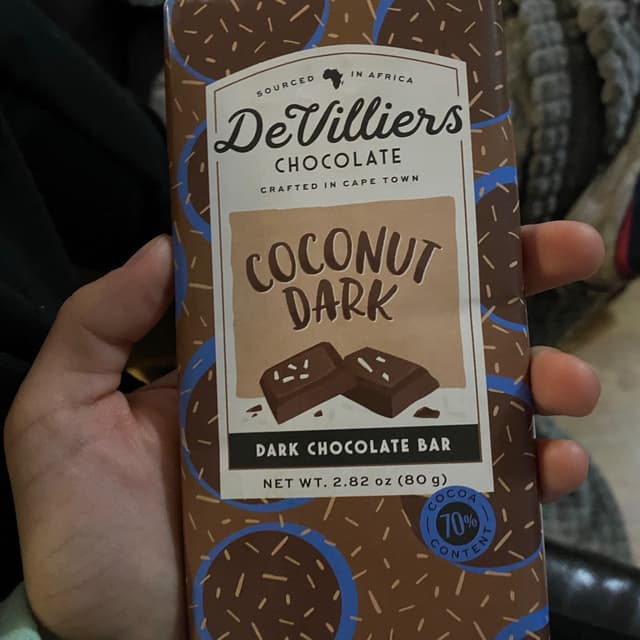 SOURCED IN AFRICA
DeVilliers
CHOCOLATE
CRAFTED IN CAPE TOWN
COCONUT
DARK
DARK CHOCOLATE BAR
NET WT. 2.82 oz (80 g)
COCOA
70%
CONTENT